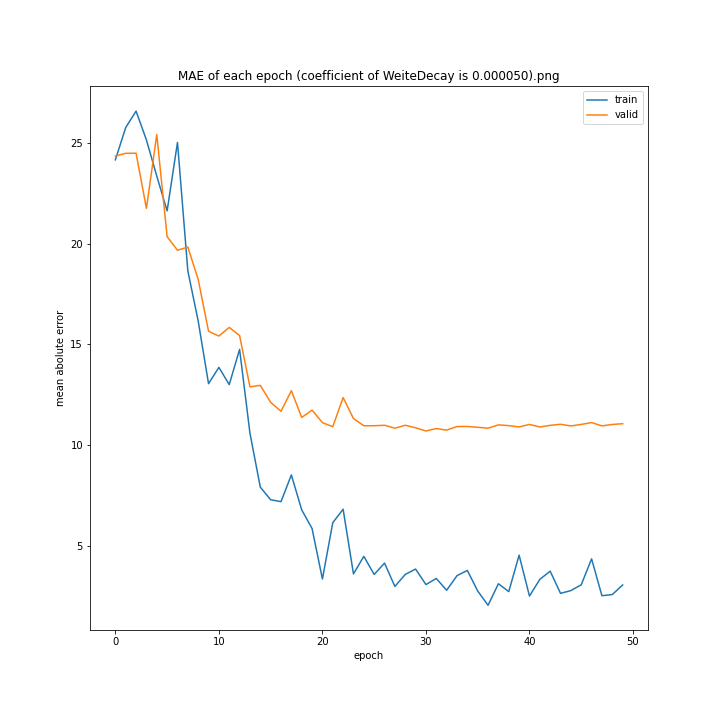 MAE of each epoch (coefficient of WeiteDecay is 0.000050).png
train
valid
mean abolute error
25
20
15
10
5
0
10
20
30
40
50
epoch